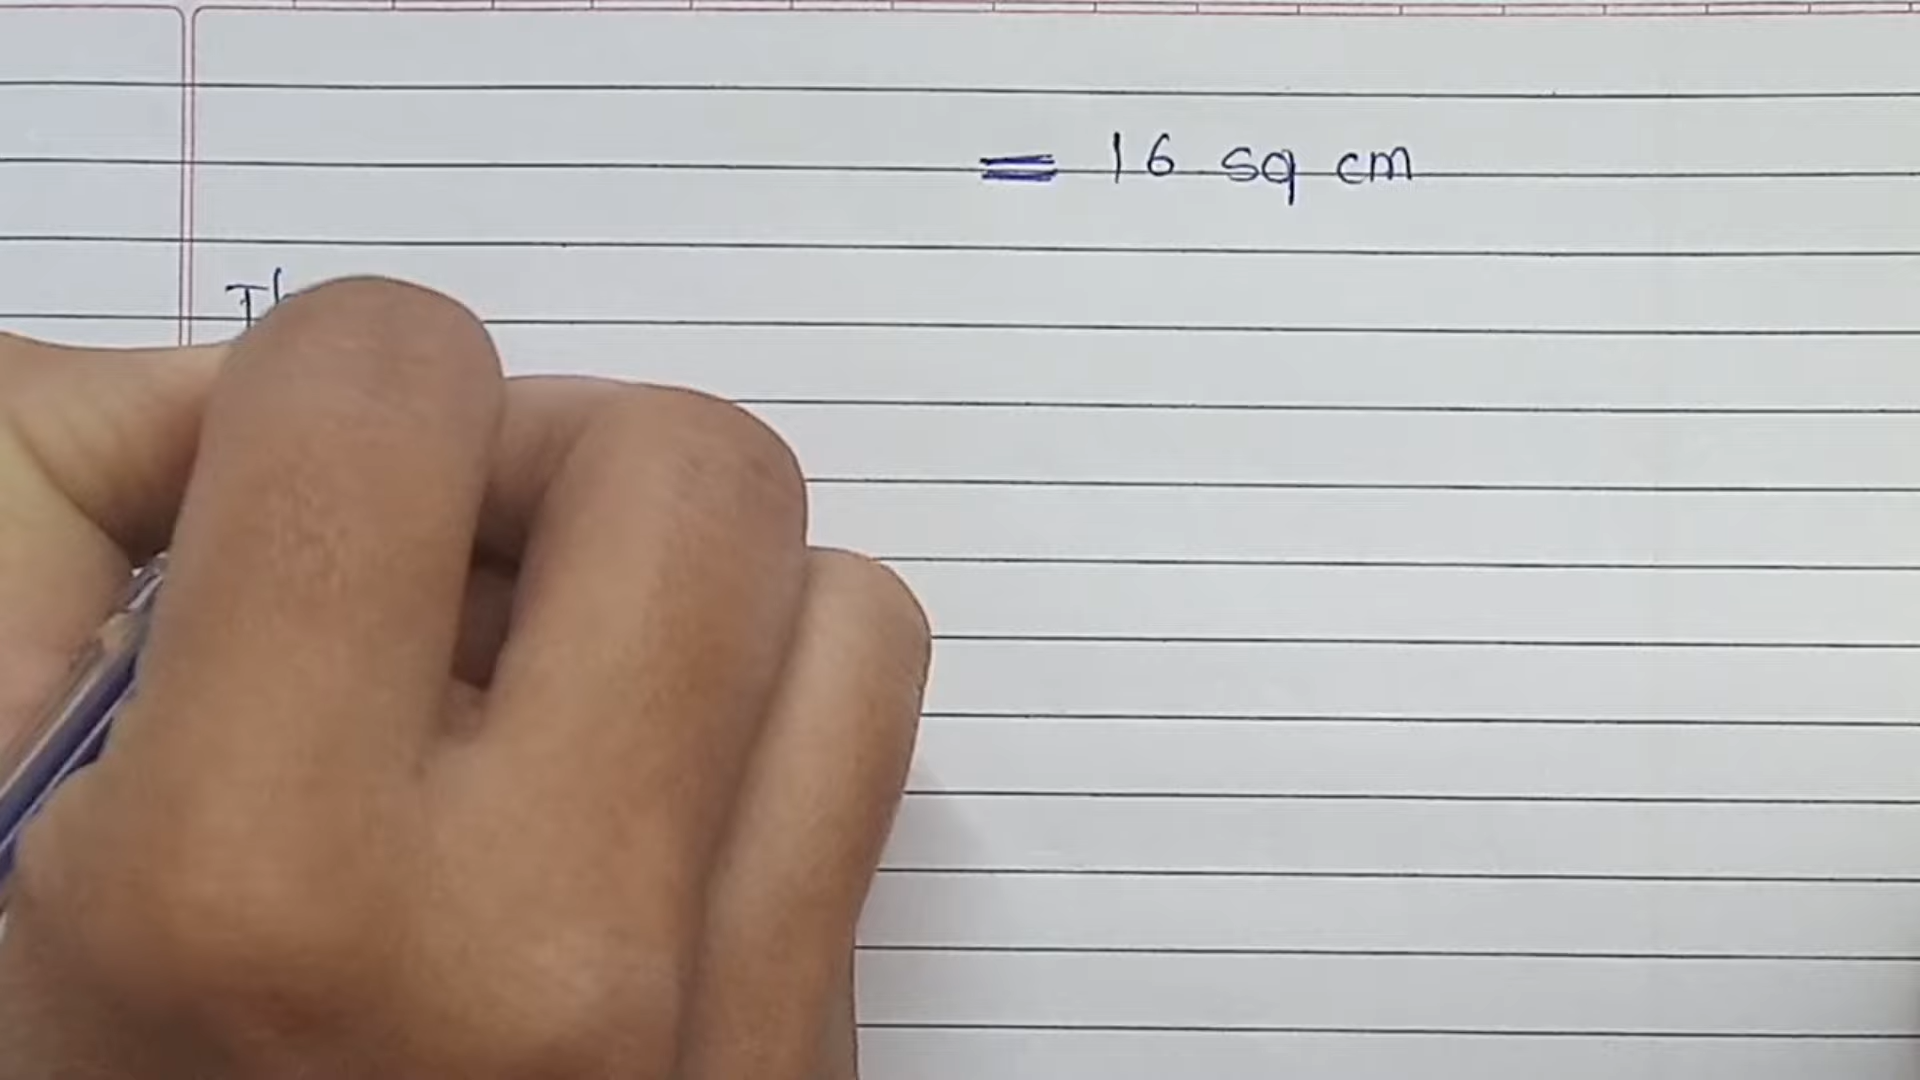 = 16 sq cm